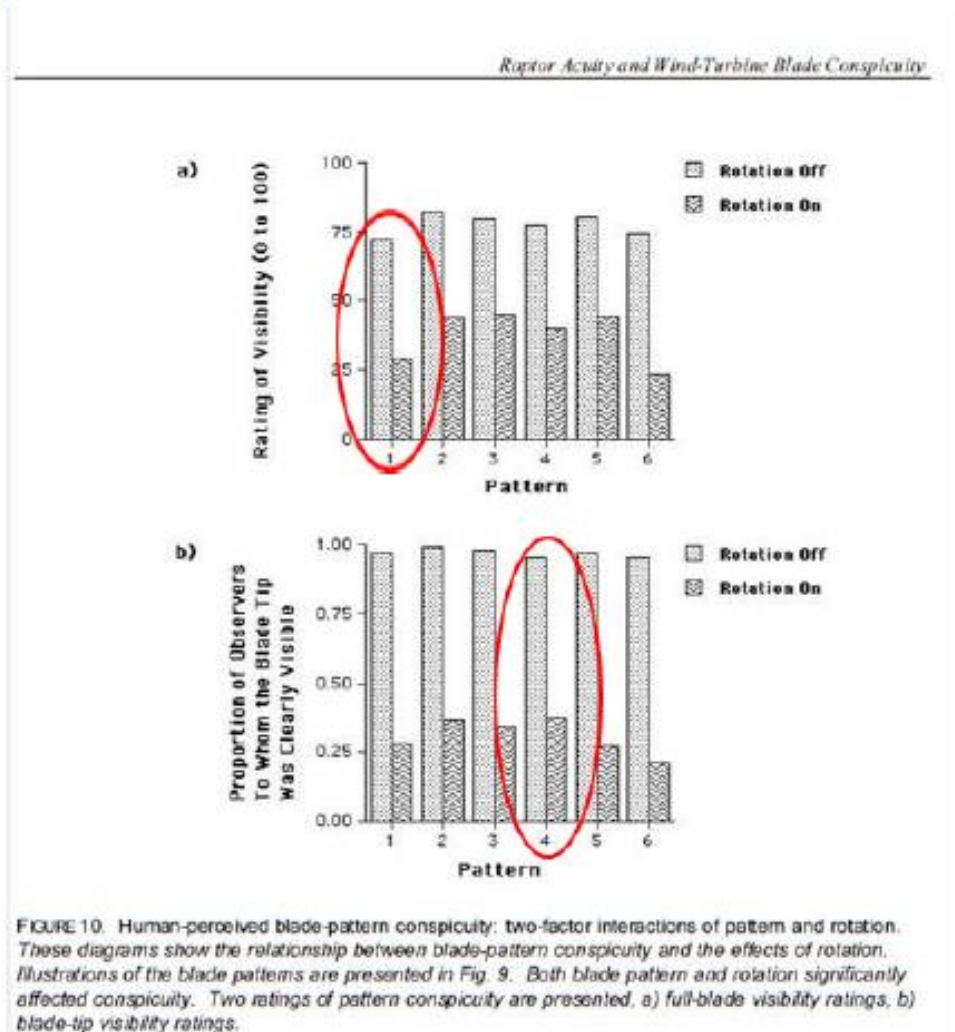 Raptor Acuity and Wind-Turbine Blade Conspicuity
a)
Rating of Visibility (0 to 100)
100
75
50
25
0
1 2 3 4 5 6
Pattern
Rotation Off
Rotation On
b)
Proportion of Observers
To Whom the Blade Tip
Was Clearly Visible
1.00
0.75
0.50
0.25
0.00
1 2 3 4 5 6
Pattern
Rotation Off
Rotation On
FIGURE 10. Human-perceived blade-pattern conspicuity: two-factor interactions of pattern and rotation.
These diagrams show the relationship between blade-pattern conspicuity and the effects of rotation.
Illustrations of the blade patterns are presented in Fig. 9. Both blade pattern and rotation significantly
affected conspicuity. Two ratings of pattern conspicuity are presented, a) full-blade visibility ratings, b)
blade-tip visibility ratings.